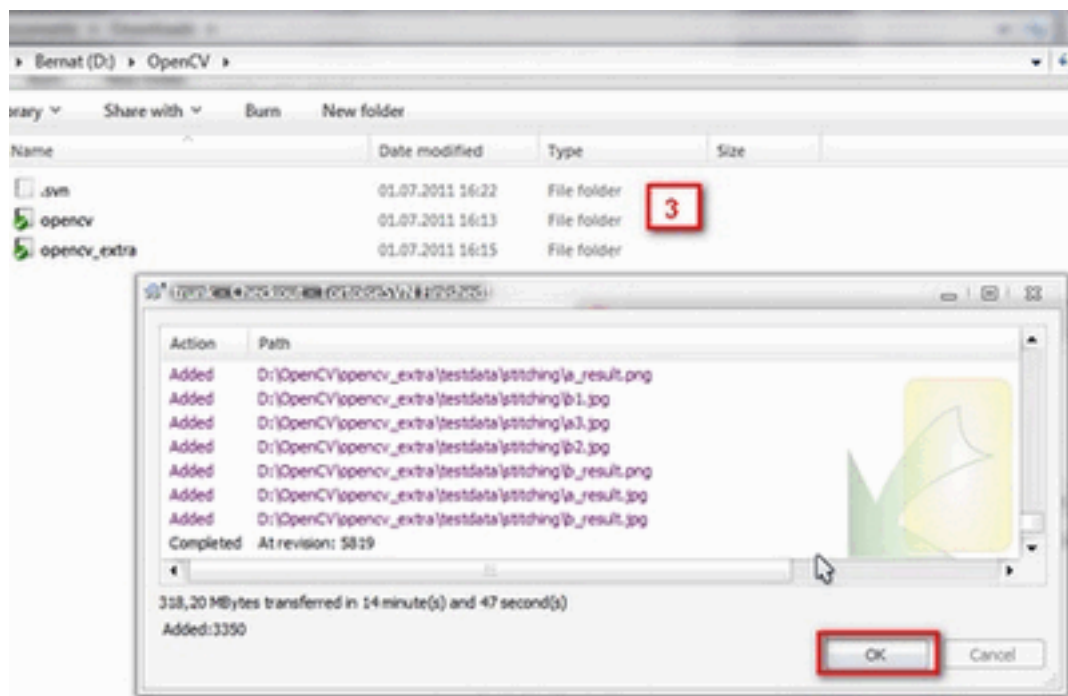 Bernat (D:) OpenCV
Share with Burn New folder
Name Date modified Type Size
.svn 01.07.2011 16:22 File folder
opencv 01.07.2011 16:13 File folder
opencv_extra 01.07.2011 16:15 File folder
3
trunk - Checkout - TortoiseSVN Finished!
Action Path
Added D:\OpenCV\opencv_extra\testdata\stitching\a_result.png
Added D:\OpenCV\opencv_extra\testdata\stitching\b1.jpg
Added D:\OpenCV\opencv_extra\testdata\stitching\a3.jpg
Added D:\OpenCV\opencv_extra\testdata\stitching\b2.jpg
Added D:\OpenCV\opencv_extra\testdata\stitching\b_result.png
Added D:\OpenCV\opencv_extra\testdata\stitching\a_result.jpg
Added D:\OpenCV\opencv_extra\testdata\stitching\b_result.jpg
Completed At revision: 5819
318,20 MBytes transferred in 14 minute(s) and 47 second(s)
Added:3350
OK Cancel